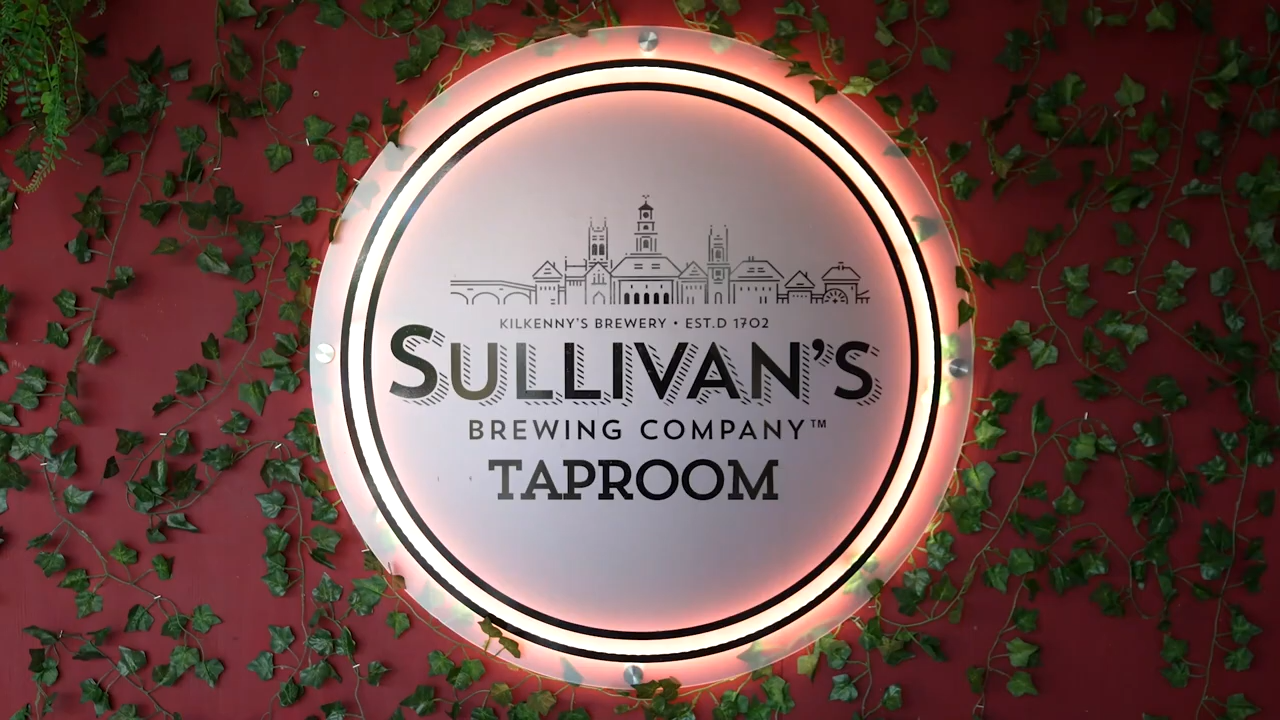 KILKENNY'S BREWERY • EST.D 1702
SULLIVAN'S
BREWING COMPANY™
TAPROOM